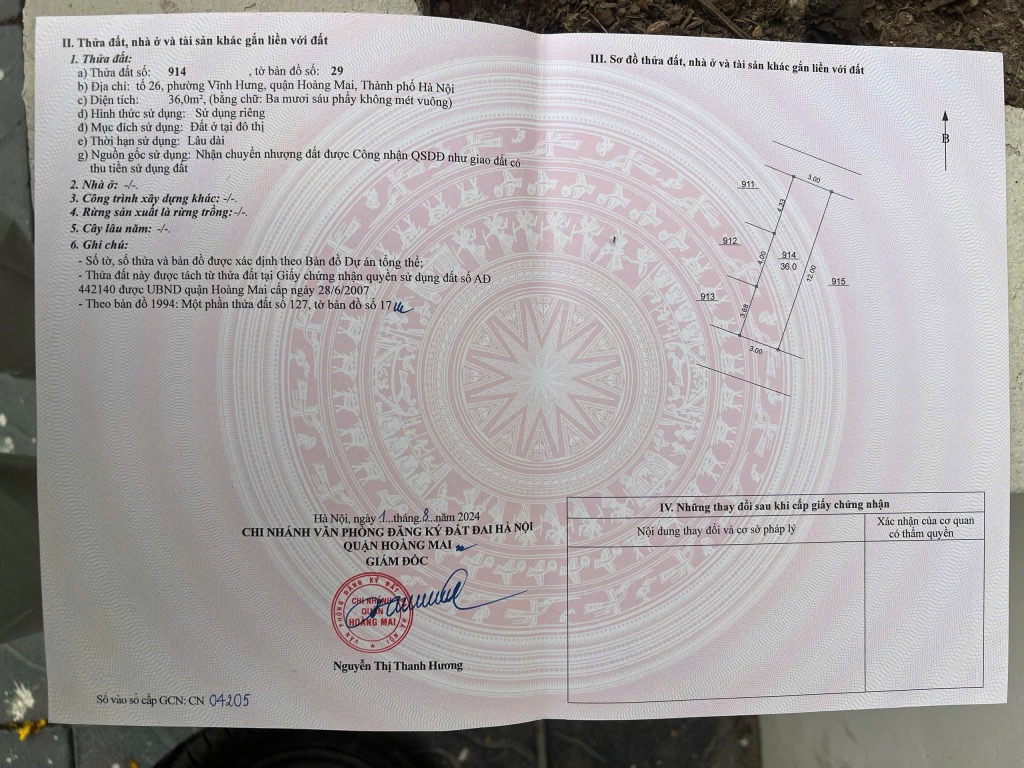 II. Thửa đất, nhà ở và tài sản khác gắn liền với đất
1. Thửa đất:
a) Thửa đất số: 914 , tờ bản đồ số: 29
b) Địa chỉ: tổ 26, phường Vĩnh Hưng, quận Hoàng Mai, Thành phố Hà Nội
c) Diện tích: 36,0m², (bằng chữ: Ba mươi sáu phẩy không mét vuông)
d) Hình thức sử dụng: Sử dụng riêng
đ) Mục đích sử dụng: Đất ở tại đô thị
e) Thời hạn sử dụng: Lâu dài
g) Nguồn gốc sử dụng: Nhận chuyển nhượng đất được Công nhận QSDĐ như giao đất có
thu tiền sử dụng đất
2. Nhà ở: -/-.
3. Công trình xây dựng khác: -/-.
4. Rừng sản xuất là rừng trồng: -/-.
5. Cây lâu năm: -/-.
6. Ghi chú:
- Số tờ, số thửa và bản đồ được xác định theo Bản đồ Dự án tổng thể;
- Thửa đất này được tách từ thửa đất tại Giấy chứng nhận quyền sử dụng đất số AĐ
442140 được UBND quận Hoàng Mai cấp ngày 28/6/2007
- Theo bản đồ 1994: Một phần thửa đất số 127, tờ bản đồ số 17
Hà Nội, ngày 1...tháng 8...năm 2024
CHI NHÁNH VĂN PHÒNG ĐĂNG KÝ ĐẤT ĐAI HÀ NỘI
QUẬN HOÀNG MAI
GIÁM ĐỐC
VĂN PHÒNG ĐĂNG KÝ ĐẤT HÀ NỘI
CHI NHÁNH
QUẬN
HOÀNG MAI
Nguyễn Thị Thanh Hương
Số vào sổ cấp GCN: CN 04205
III. Sơ đồ thửa đất, nhà ở và tài sản khác gắn liền với đất
B
911
3.00
4.33
912
4.00
914
36.0
12.00
915
913
3.68
3.00
IV. Những thay đổi sau khi cấp giấy chứng nhận
Nội dung thay đổi và cơ sở pháp lý
Xác nhận của cơ quan
có thẩm quyền